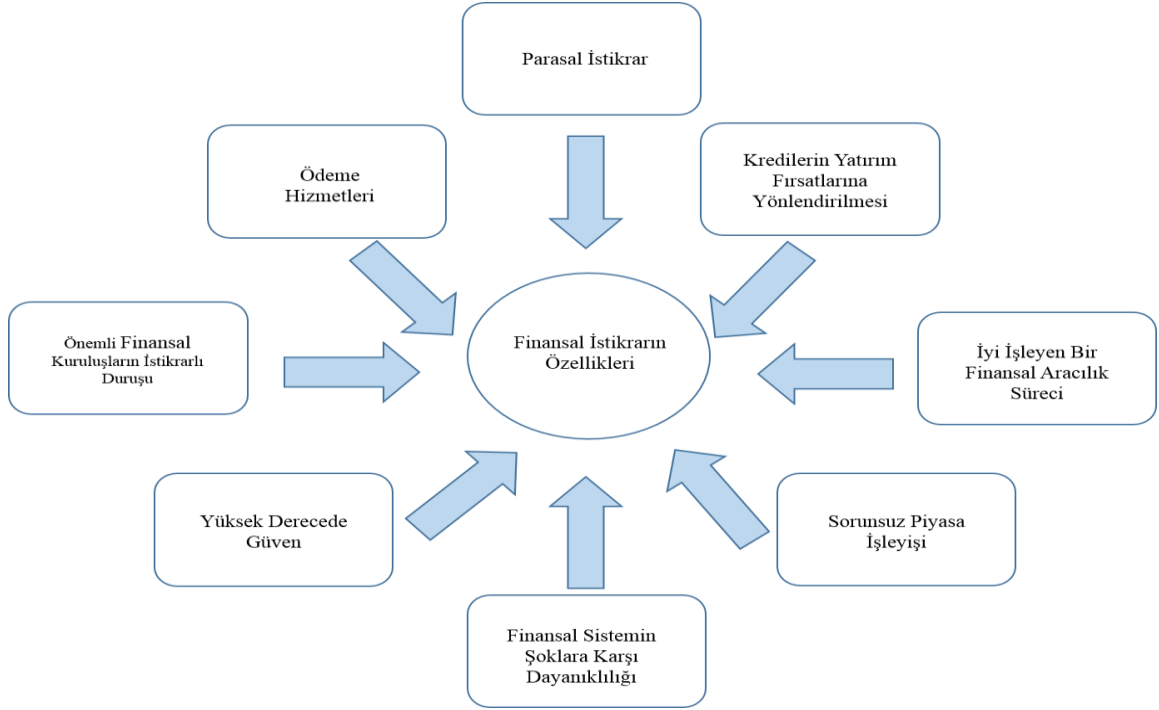 Parasal İstikrar
Ödeme
Hizmetleri
Kredilerin Yatırım
Fırsatlarına
Yönlendirilmesi
Önemli Finansal
Kuruluşların İstikrarlı
Duruşu
Finansal İstikrarın
Özellikleri
İyi İşleyen Bir
Finansal Aracılık
Süreci
Yüksek Derecede
Güven
Sorunsuz Piyasa
İşleyişi
Finansal Sistemin
Şoklara Karşı
Dayanıklılığı